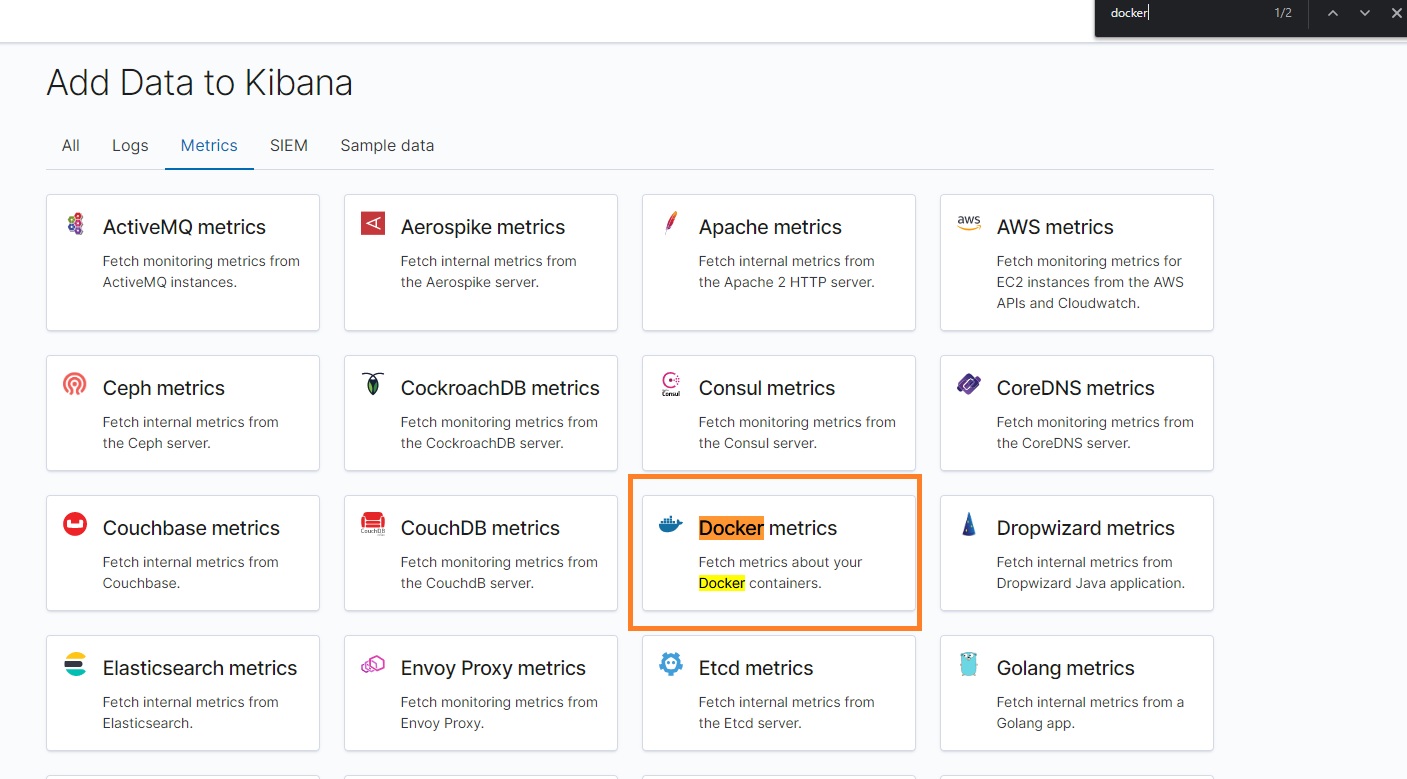 docker 1/2
Add Data to Kibana
All Logs Metrics SIEM Sample data
ActiveMQ metrics
Fetch monitoring metrics from
ActiveMQ instances.
Aerospike metrics
Fetch internal metrics from
the Aerospike server.
Apache metrics
Fetch internal metrics from
the Apache 2 HTTP server.
aws
AWS metrics
Fetch monitoring metrics for
EC2 instances from the AWS
APIs and Cloudwatch.
Ceph metrics
Fetch internal metrics from
the Ceph server.
CockroachDB metrics
Fetch monitoring metrics from
the CockroachDB server.
Consul
Consul metrics
Fetch monitoring metrics from
the Consul server.
CoreDNS metrics
Fetch monitoring metrics from
the CoreDNS server.
Couchbase metrics
Fetch internal metrics from
Couchbase.
CouchDB
CouchDB metrics
Fetch monitoring metrics from
the CouchdB server.
Docker metrics
Fetch metrics about your
Docker containers.
Dropwizard metrics
Fetch internal metrics from
Dropwizard Java application.
Elasticsearch metrics
Fetch internal metrics from
Elasticsearch.
Envoy Proxy metrics
Fetch monitoring metrics from
Envoy Proxy.
Etcd metrics
Fetch internal metrics from
the Etcd server.
Golang metrics
Fetch internal metrics from a
Golang app.